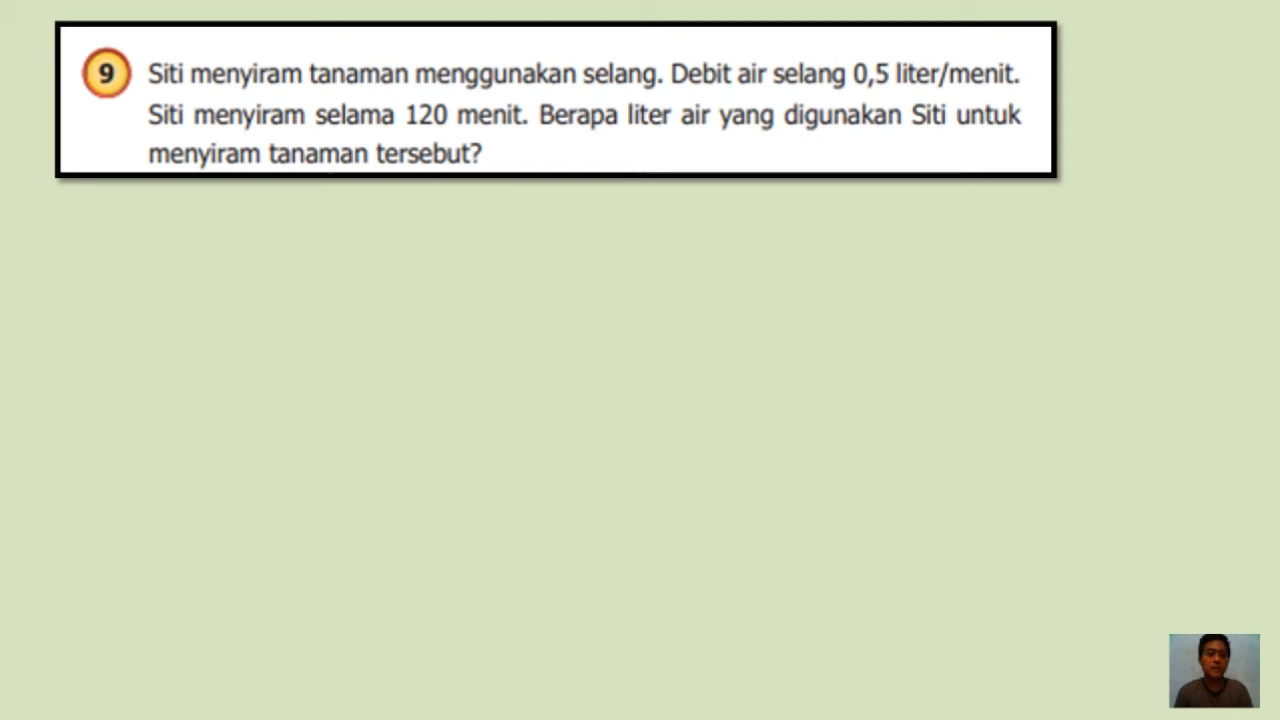 9 Siti menyiram tanaman menggunakan selang. Debit air selang 0,5 liter/menit.
Siti menyiram selama 120 menit. Berapa liter air yang digunakan Siti untuk
menyiram tanaman tersebut?